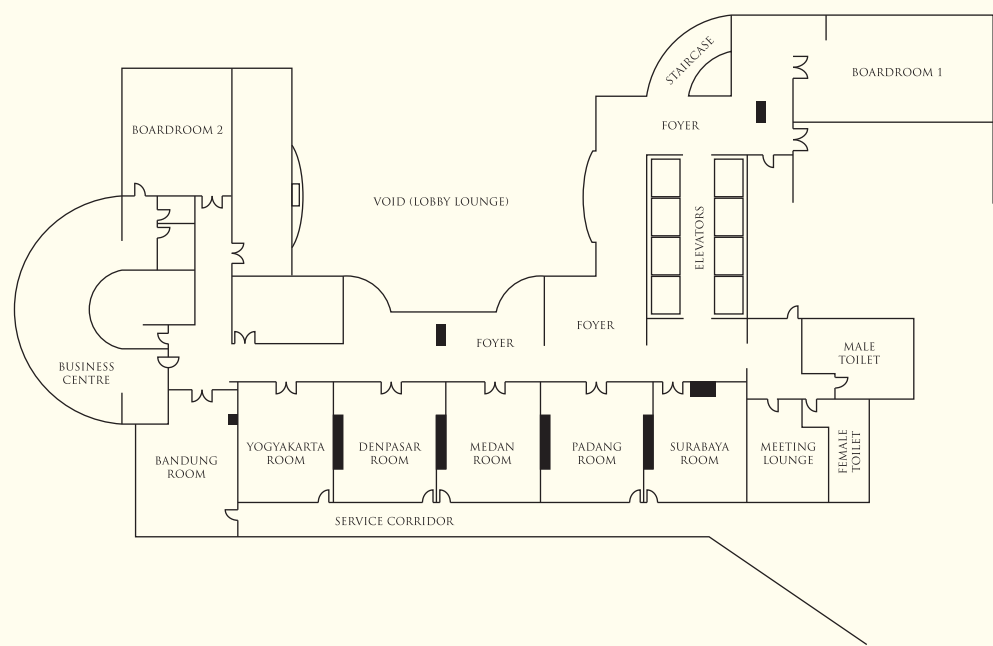 STAIRCASE
BOARDROOM 1
FOYER
BOARDROOM 2
VOID (LOBBY LOUNGE)
ELEVATORS
FOYER
FOYER
MALE
TOILET
BUSINESS
CENTRE
BANDUNG
ROOM
YOGYAKARTA
ROOM
DENPASAR
ROOM
MEDAN
ROOM
PADANG
ROOM
SURABAYA
ROOM
MEETING
LOUNGE
FEMALE
TOILET
SERVICE CORRIDOR